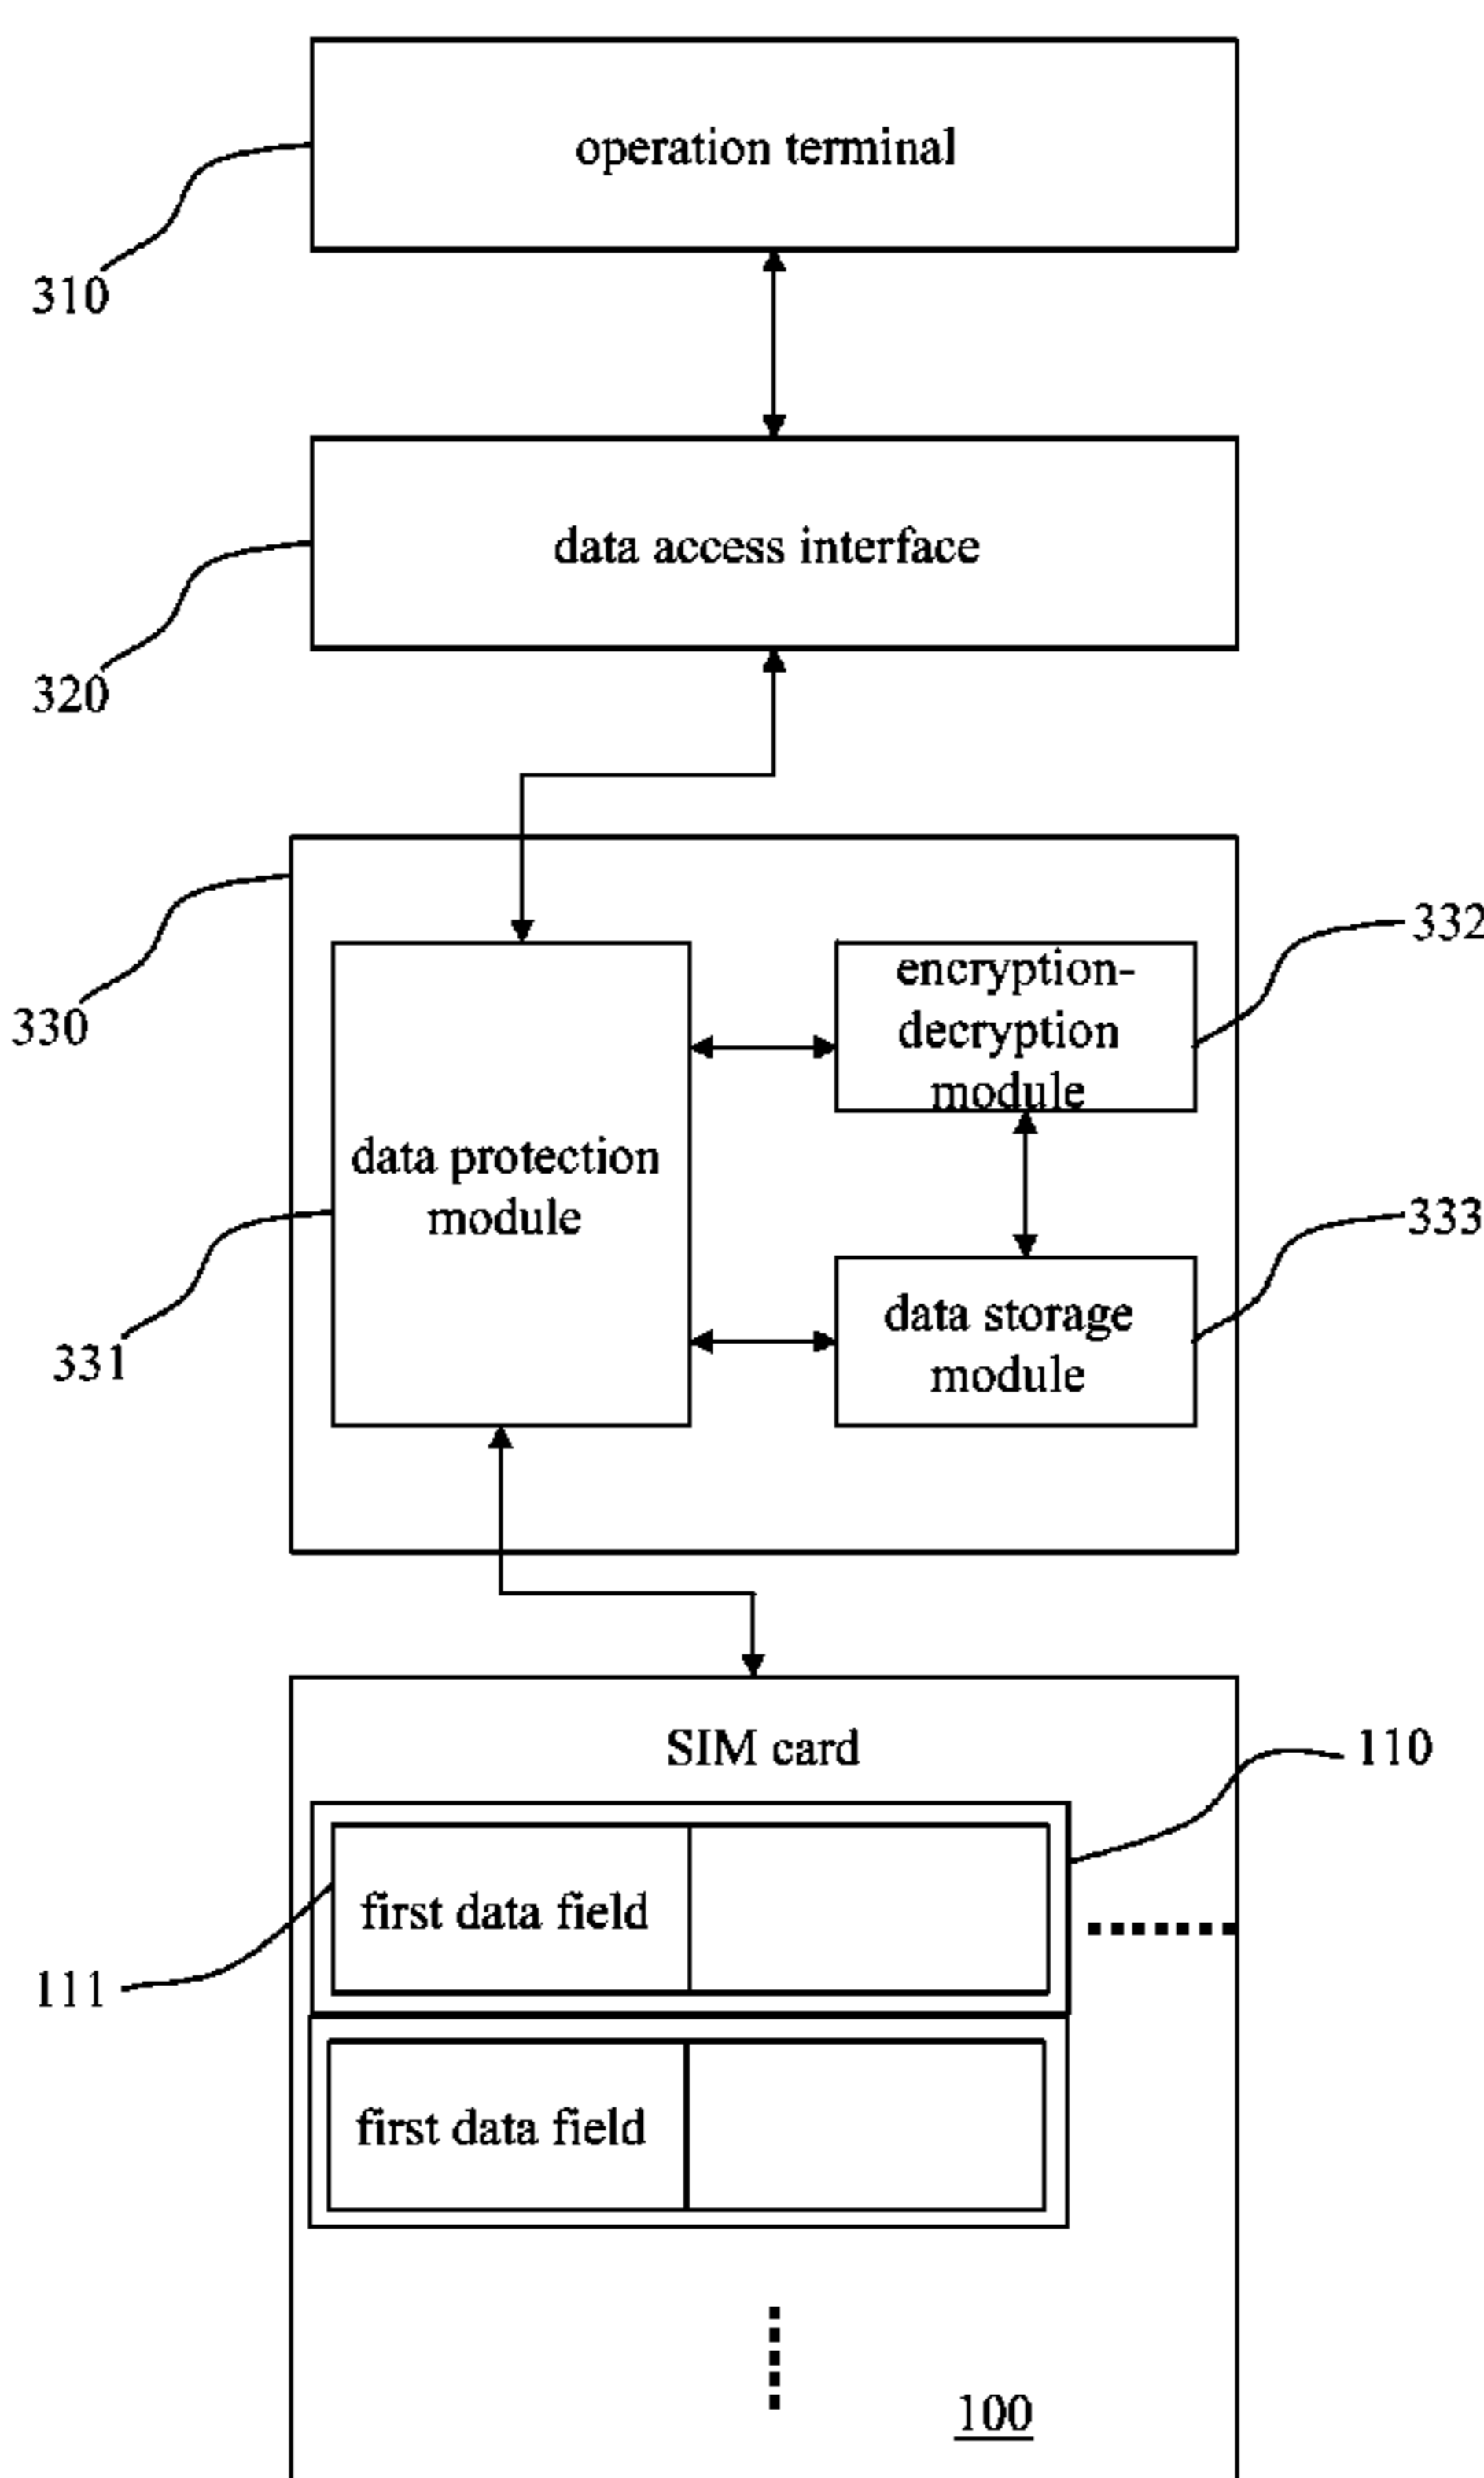 operation terminal
310
data access interface
320
330
332
encryption-
decryption
module
data protection
module
331
333
data storage
module
SIM card
110
first data field
111
first data field
100